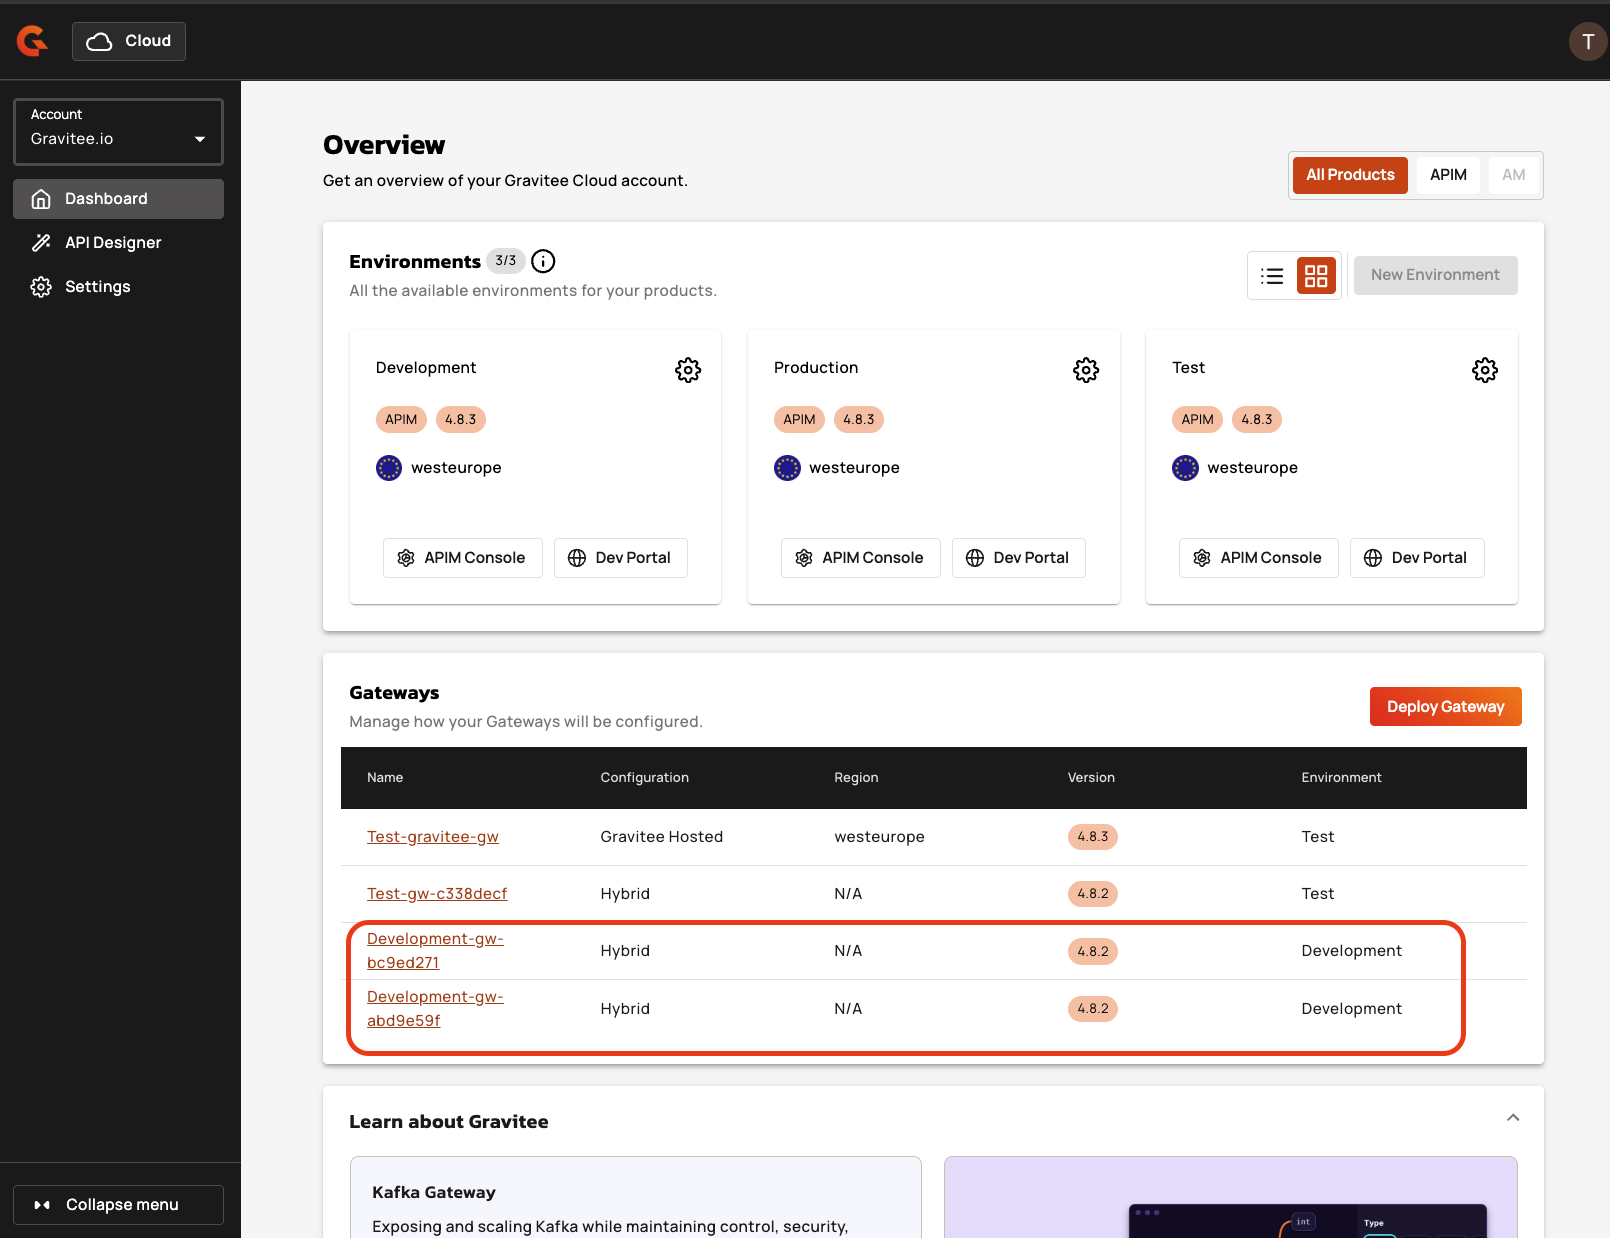 Cloud
T
Account
Gravitee.io
Dashboard
API Designer
Settings
Collapse menu
Overview
Get an overview of your Gravitee Cloud account.
All Products APIM AM
Environments 3/3
All the available environments for your products.
New Environment
Development
APIM 4.8.3
westeurope
APIM Console Dev Portal
Production
APIM 4.8.3
westeurope
APIM Console Dev Portal
Test
APIM 4.8.3
westeurope
APIM Console Dev Portal
Gateways
Manage how your Gateways will be configured.
Deploy Gateway
Name Configuration Region Version Environment
Test-gravitee-gw Gravitee Hosted westeurope 4.8.3 Test
Test-gw-c338decf Hybrid N/A 4.8.2 Test
Development-gw-
bc9ed271 Hybrid N/A 4.8.2 Development
Development-gw-
abd9e59f Hybrid N/A 4.8.2 Development
Learn about Gravitee
Kafka Gateway
Exposing and scaling Kafka while maintaining control, security,
int
Type